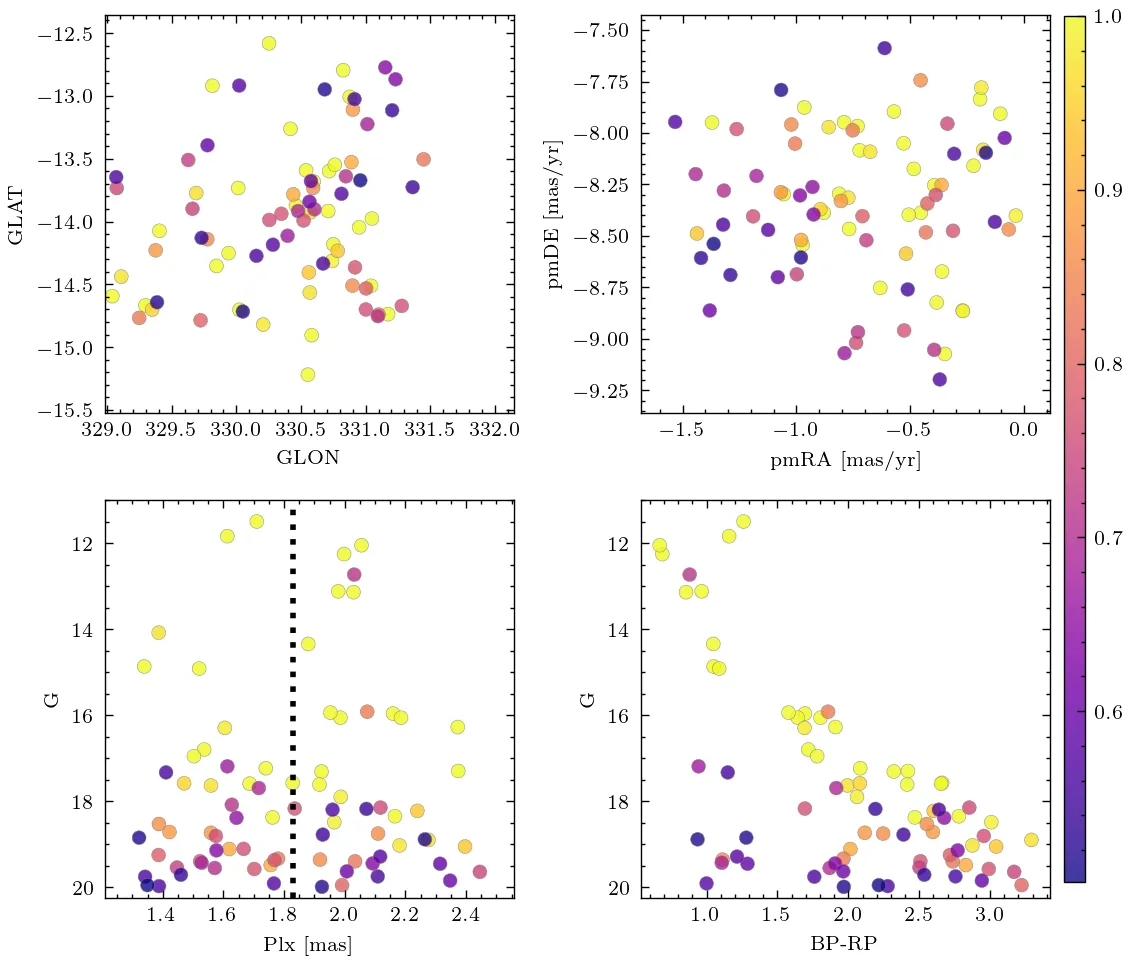 −12.5
−13.0
−13.5
−14.0
−14.5
−15.0
−15.5
GLAT
329.0 329.5 330.0 330.5 331.0 331.5 332.0
GLON
−7.50
−7.75
−8.00
−8.25
−8.50
−8.75
−9.00
−9.25
pmDE [mas/yr]
−1.5 −1.0 −0.5 0.0
pmRA [mas/yr]
1.0
0.9
0.8
0.7
0.6
12
14
16
18
20
G
1.4 1.6 1.8 2.0 2.2 2.4
Plx [mas]
12
14
16
18
20
G
1.0 1.5 2.0 2.5 3.0
BP-RP